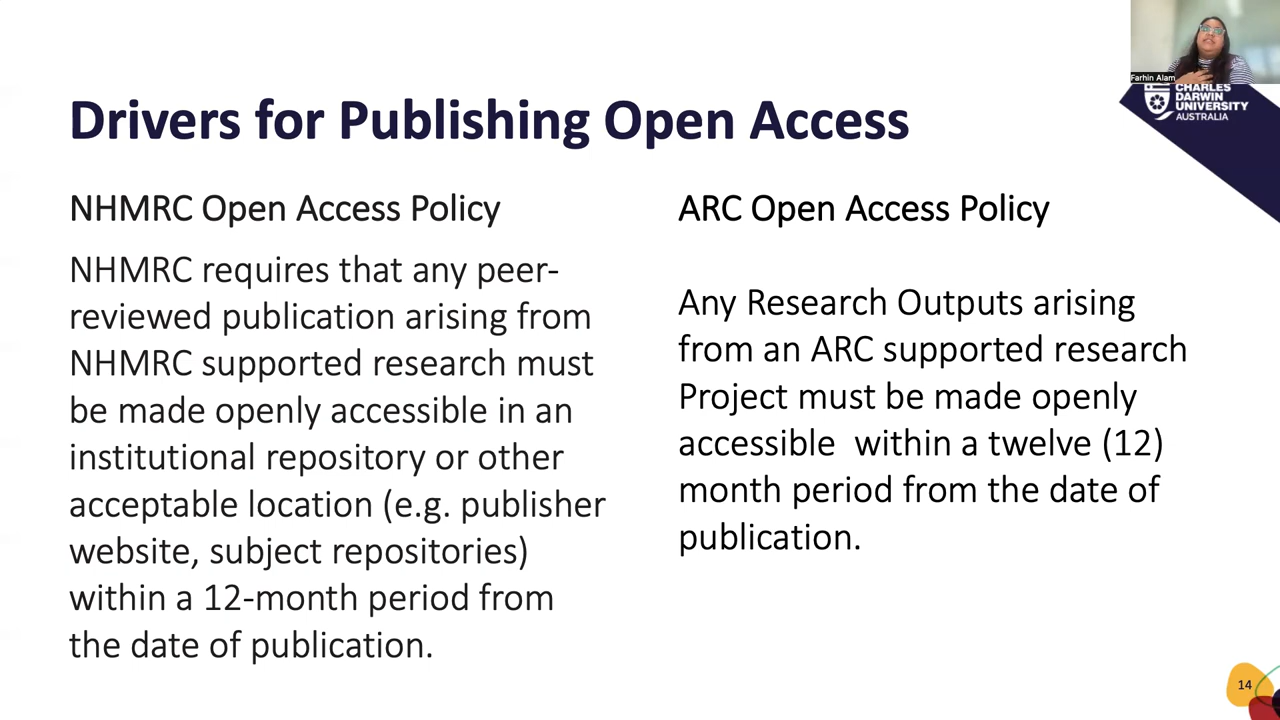 Farhin Alam
CHARLES
DARWIN
UNIVERSITY
AUSTRALIA
Drivers for Publishing Open Access
NHMRC Open Access Policy
NHMRC requires that any peer-
reviewed publication arising from
NHMRC supported research must
be made openly accessible in an
institutional repository or other
acceptable location (e.g. publisher
website, subject repositories)
within a 12-month period from
the date of publication.
ARC Open Access Policy
Any Research Outputs arising
from an ARC supported research
Project must be made openly
accessible  within a twelve (12)
month period from the date of
publication.
14